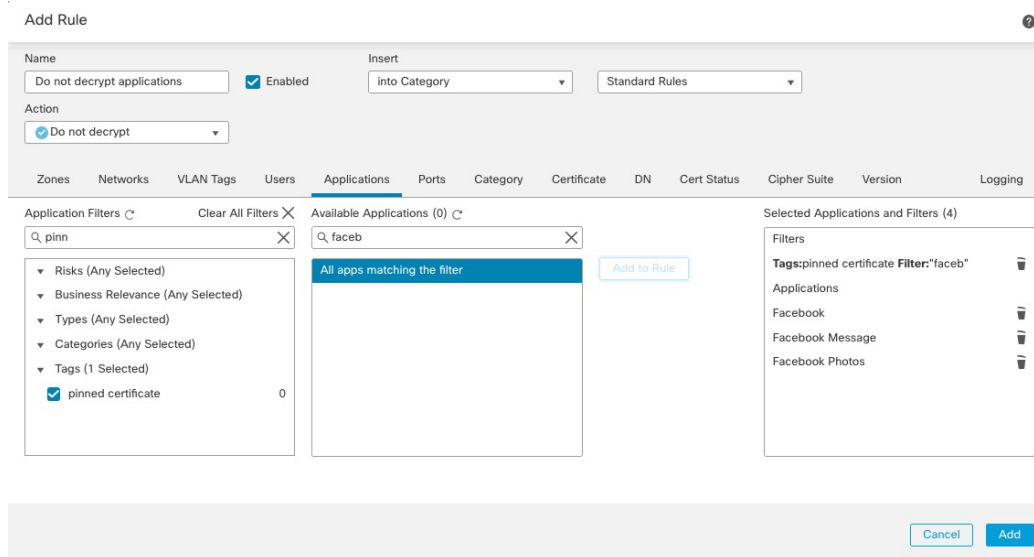 Add Rule
Name
Insert
Do not decrypt applications
Enabled
into Category
Standard Rules
Action
Do not decrypt
Zones Networks VLAN Tags Users Applications Ports Category Certificate DN Cert Status Cipher Suite Version Logging
Application Filters
Clear All Filters
Available Applications (0)
Selected Applications and Filters (4)
pinn
faceb
Risks (Any Selected)
Business Relevance (Any Selected)
Types (Any Selected)
Categories (Any Selected)
Tags (1 Selected)
pinned certificate 0
All apps matching the filter
Add to Rule
Filters
Tags:pinned certificate Filter:"faceb"
Applications
Facebook
Facebook Message
Facebook Photos
Cancel
Add